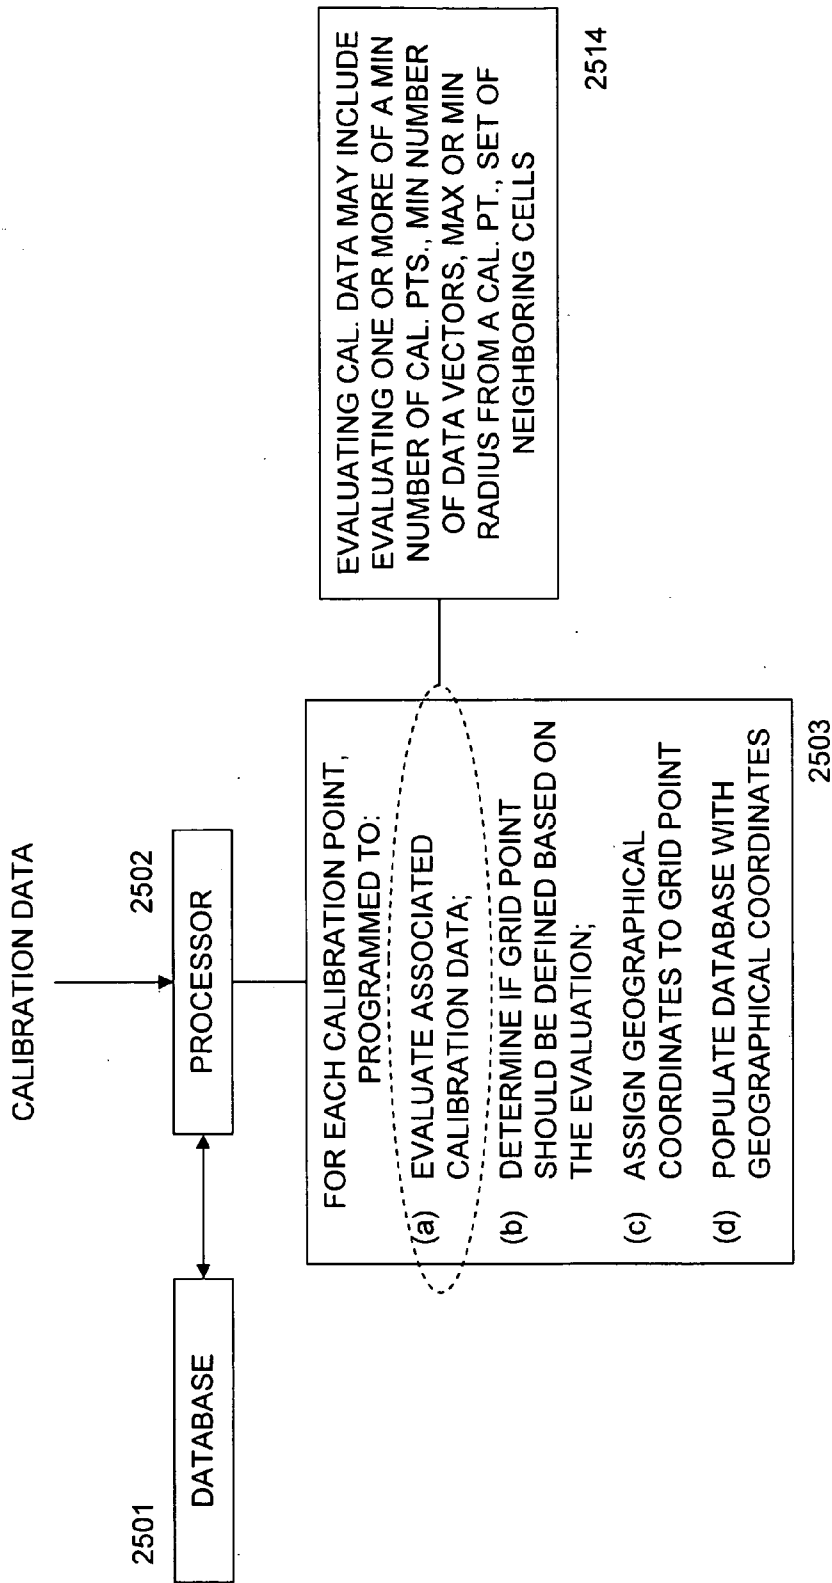 CALIBRATION DATA
2501
DATABASE
2502
PROCESSOR
FOR EACH CALIBRATION POINT,
PROGRAMMED TO:
(a) EVALUATE ASSOCIATED
CALIBRATION DATA;
(b) DETERMINE IF GRID POINT
SHOULD BE DEFINED BASED ON
THE EVALUATION;
(c) ASSIGN GEOGRAPHICAL
COORDINATES TO GRID POINT
(d) POPULATE DATABASE WITH
GEOGRAPHICAL COORDINATES
2503
EVALUATING CAL. DATA MAY INCLUDE
EVALUATING ONE OR MORE OF A MIN
NUMBER OF CAL. PTS., MIN NUMBER
OF DATA VECTORS, MAX OR MIN
RADIUS FROM A CAL. PT., SET OF
NEIGHBORING CELLS
2514